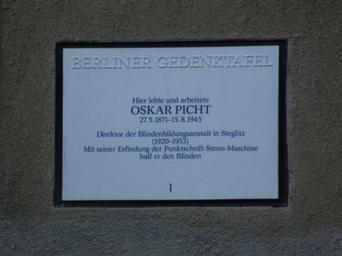 BERLINER GEDENKTAFEL
Hier lebte und arbeitete
OSKAR PICHT
27.5.1871–15.8.1945
Direktor der Blindenbildungsanstalt in Steglitz
(1920–1933)
Mit seiner Erfindung der Punktschrift-Steno-Maschine
half er den Blinden